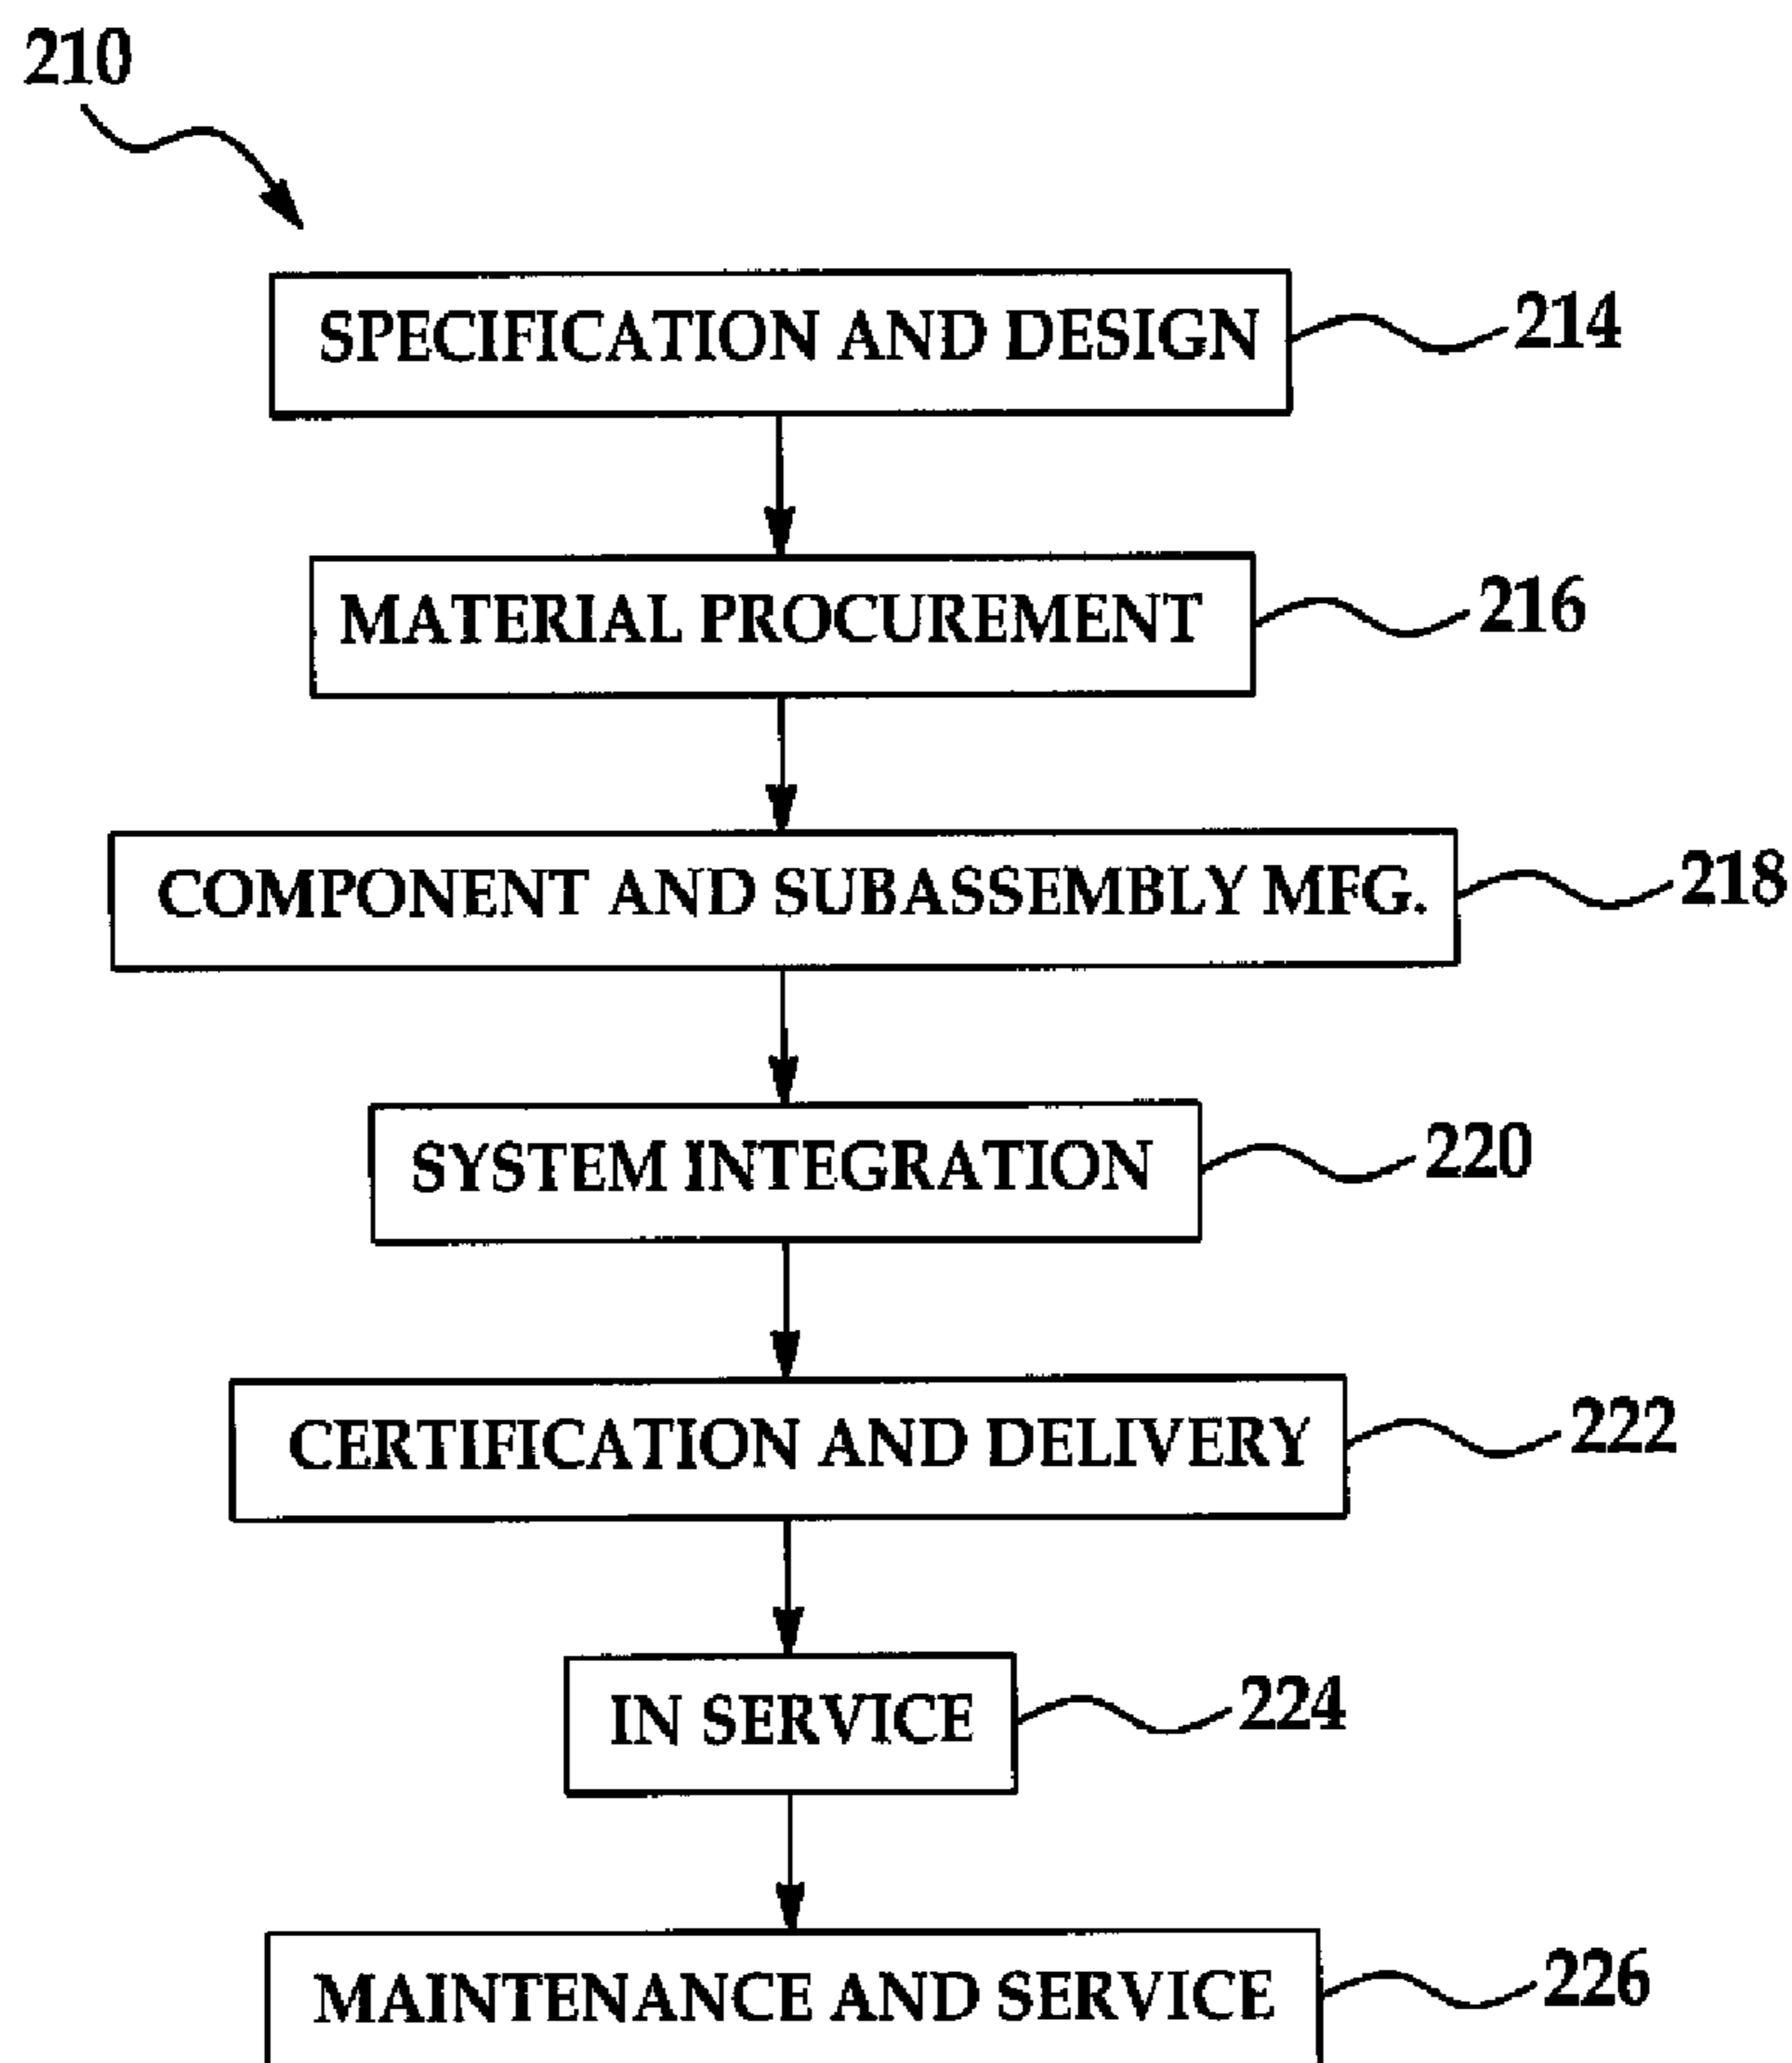 210
SPECIFICATION AND DESIGN
214
MATERIAL PROCUREMENT
216
COMPONENT AND SUBASSEMBLY MFG.
218
SYSTEM INTEGRATION
220
CERTIFICATION AND DELIVERY
222
IN SERVICE
224
MAINTENANCE AND SERVICE
226